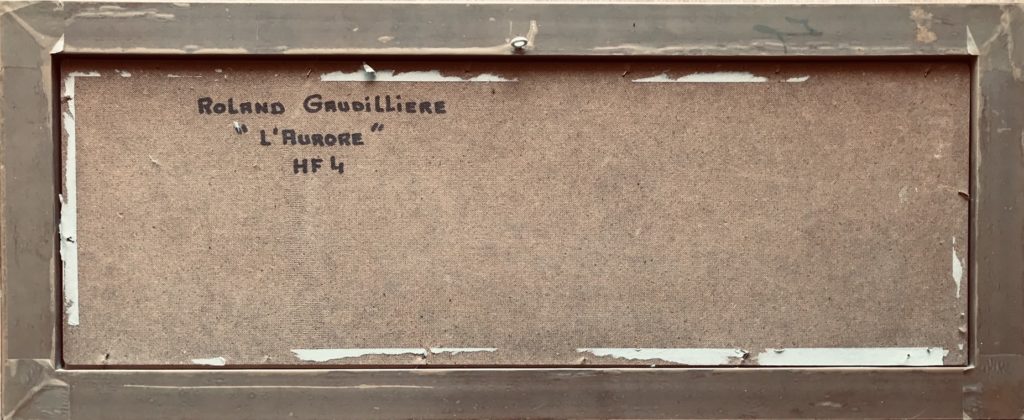 ROLAND GAUDiLLiERE
" L'AURORE "
HF 4